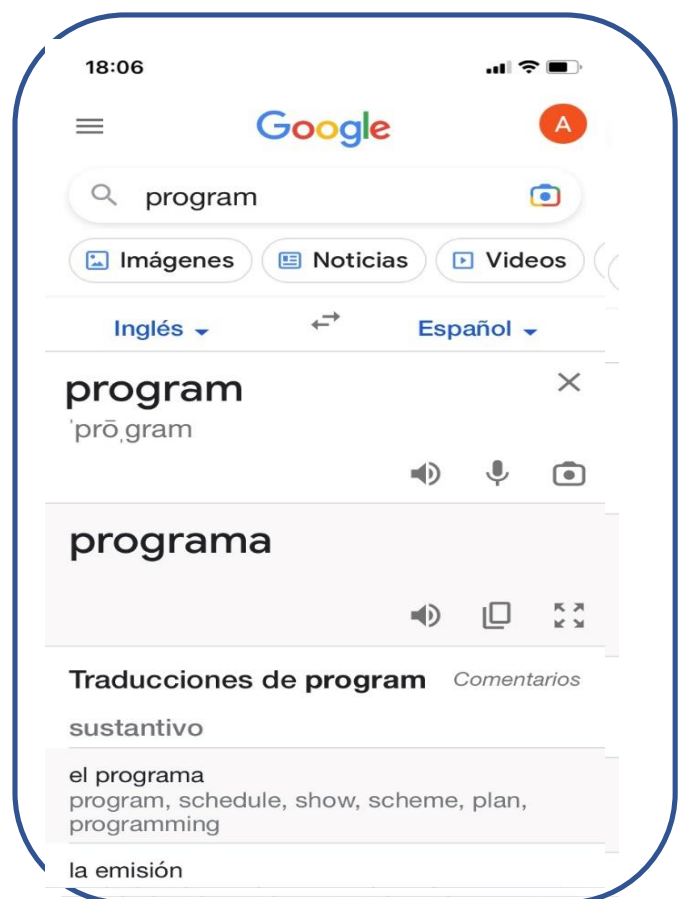 18:06
Google
A
program
Imágenes Noticias Videos
Inglés Español
program
ˈprōˌgram
programa
Traducciones de program Comentarios
sustantivo
el programa
program, schedule, show, scheme, plan,
programming
la emisión